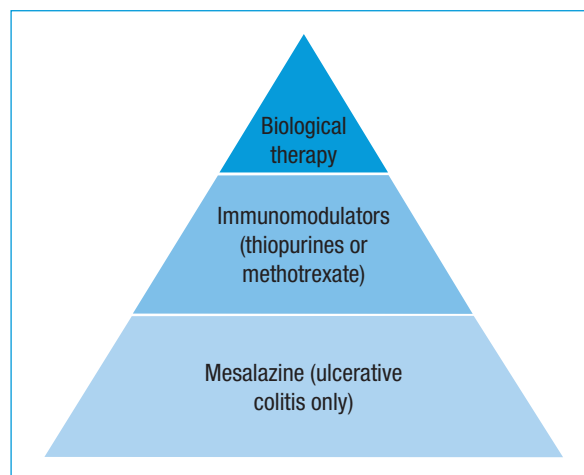 Biological
therapy
Immunomodulators
(thiopurines or
methotrexate)
Mesalazine (ulcerative
colitis only)